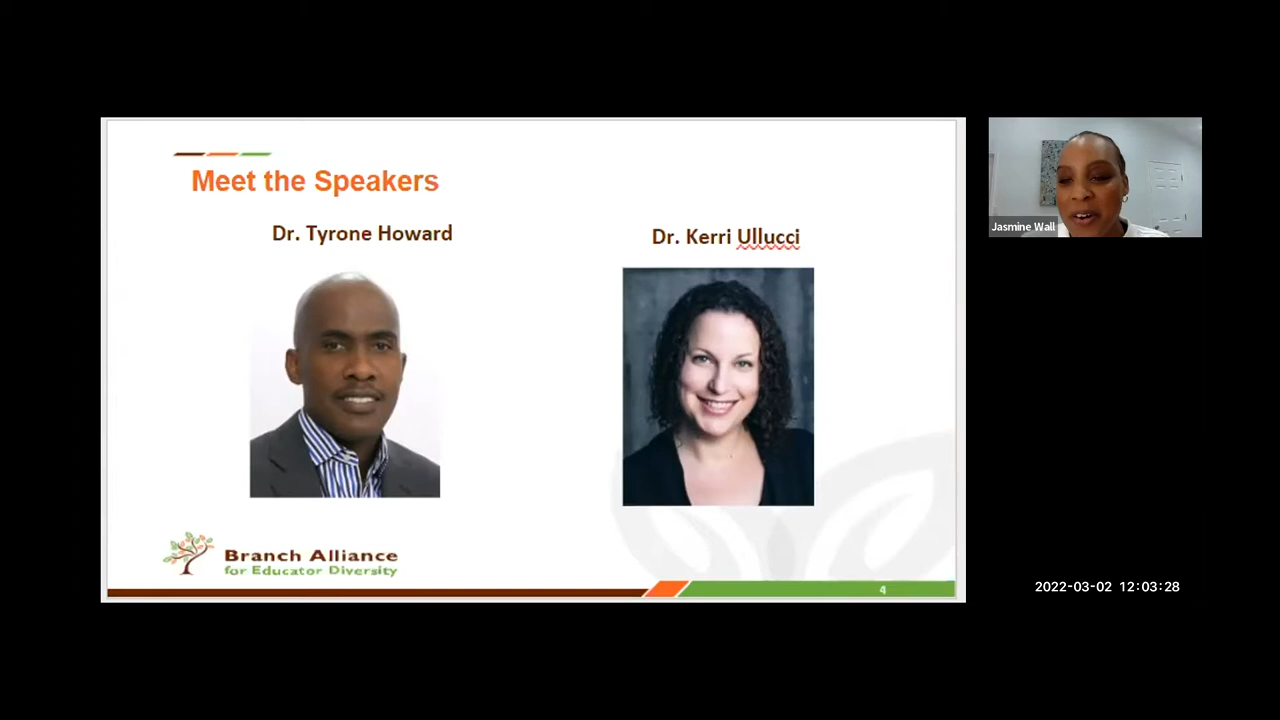 Meet the Speakers
Dr. Tyrone Howard
Dr. Kerri Ullucci
Jasmine Wall
Branch Alliance
for Educator Diversity
4
2022-03-02 12:03:28